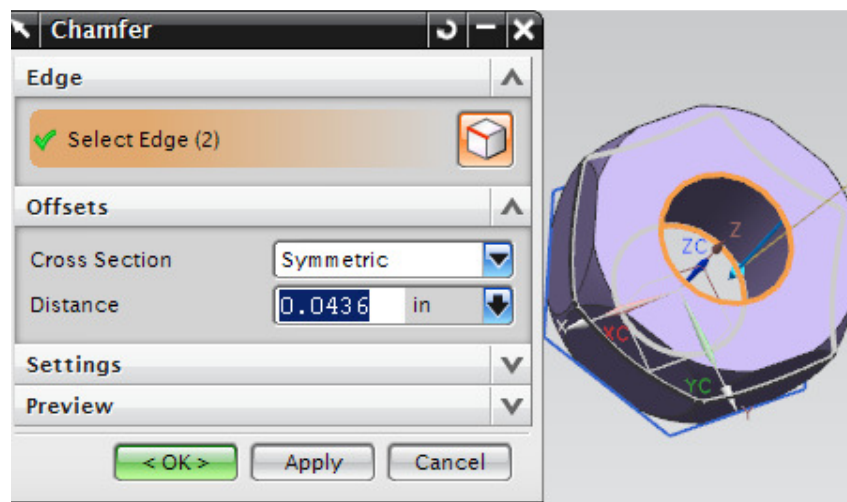 Chamfer
Edge
Select Edge (2)
Offsets
Cross Section Symmetric
Distance 0.0436 in
Settings
Preview
< OK > Apply Cancel
Z
ZC
X
XC
YC
Y